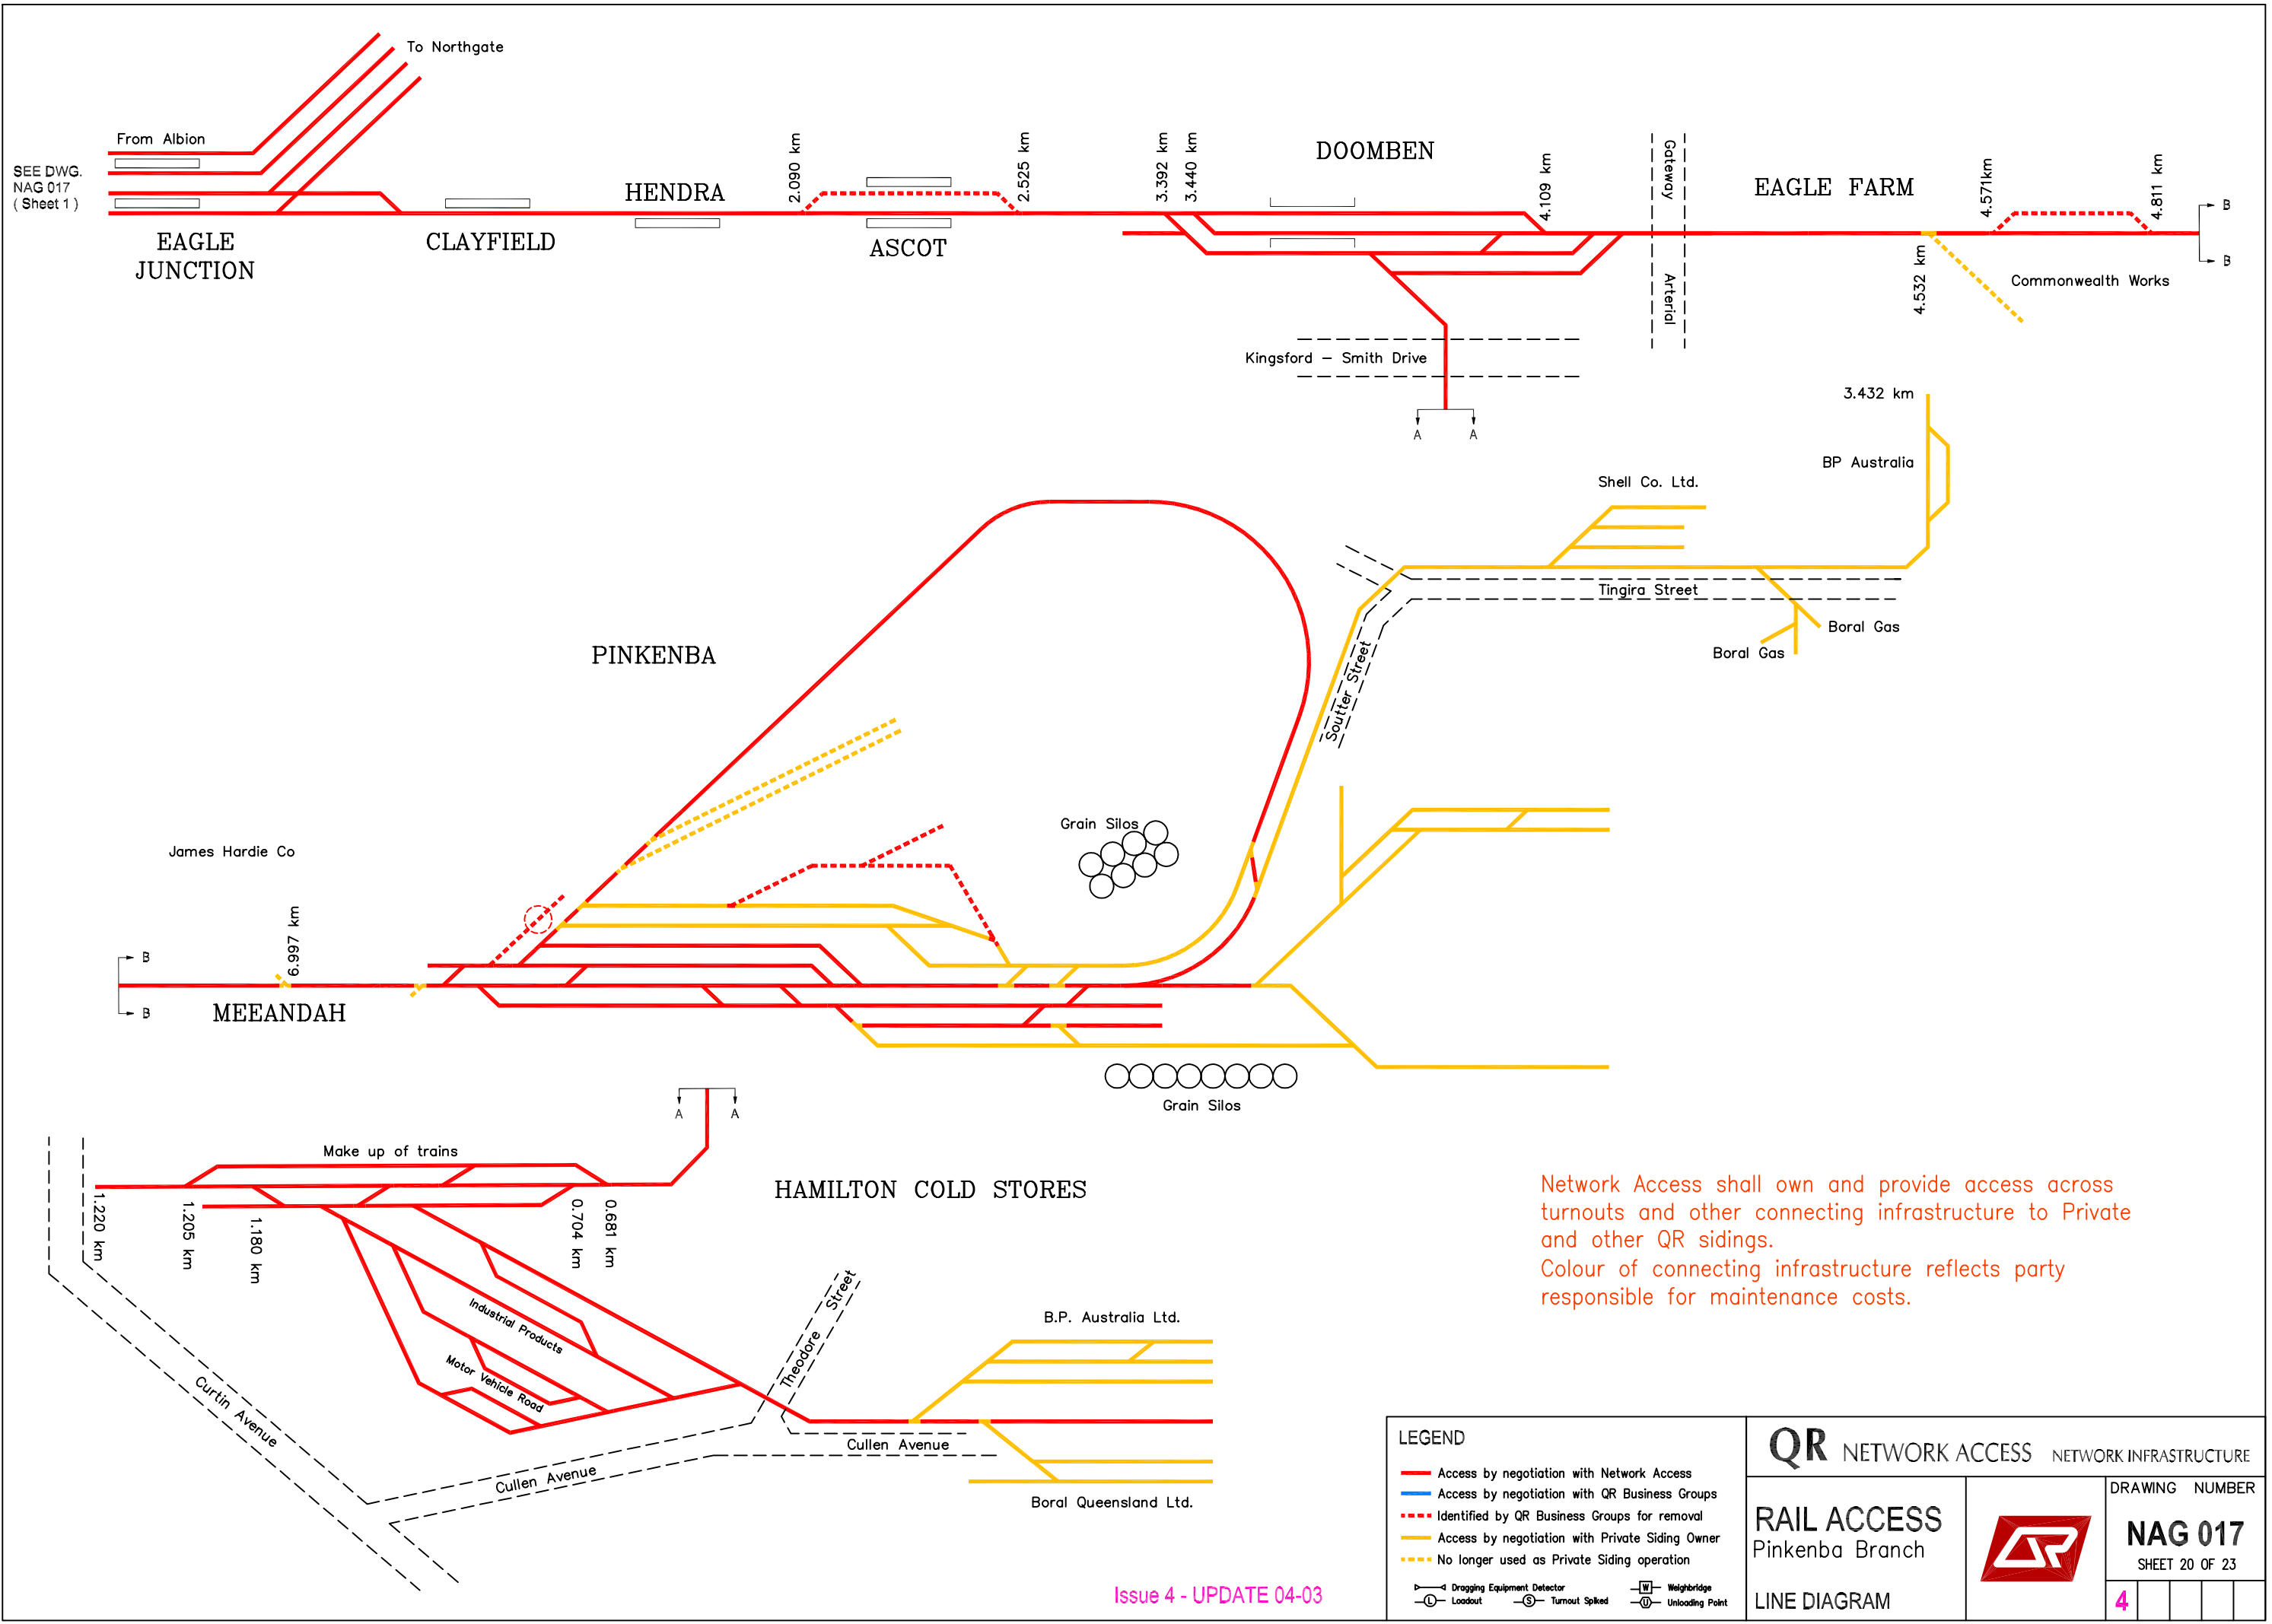 To Northgate
From Albion
SEE DWG.
NAG 017
( Sheet 1 )
EAGLE
JUNCTION
CLAYFIELD
HENDRA
2.090 km
ASCOT
2.525 km
3.392 km
3.440 km
DOOMBEN
4.109 km
Gateway
Arterial
EAGLE FARM
4.532 km
4.571km
4.811 km
B
B
Commonwealth Works
Kingsford - Smith Drive
A
A
3.432 km
BP Australia
Shell Co. Ltd.
Tingira Street
Boral Gas
Boral Gas
Soutter Street
PINKENBA
Grain Silos
James Hardie Co
6.997 km
B
B
MEEANDAH
Grain Silos
A
A
Make up of trains
HAMILTON COLD STORES
1.220 km
1.205 km
1.180 km
0.704 km
0.681 km
Industrial Products
Motor Vehicle Road
Theodore Street
Curtin Avenue
Cullen Avenue
Cullen Avenue
B.P. Australia Ltd.
Boral Queensland Ltd.
Network Access shall own and provide access across
turnouts and other connecting infrastructure to Private
and other QR sidings.
Colour of connecting infrastructure reflects party
responsible for maintenance costs.
Issue 4 - UPDATE 04-03
LEGEND
Access by negotiation with Network Access
Access by negotiation with QR Business Groups
Identified by QR Business Groups for removal
Access by negotiation with Private Siding Owner
No longer used as Private Siding operation
Dragging Equipment Detector
W Weighbridge
L Loadout
S Turnout Spiked
U Unloading Point
QR NETWORK ACCESS NETWORK INFRASTRUCTURE
RAIL ACCESS
Pinkenba Branch
LINE DIAGRAM
QR
DRAWING NUMBER
NAG 017
SHEET 20 OF 23
4